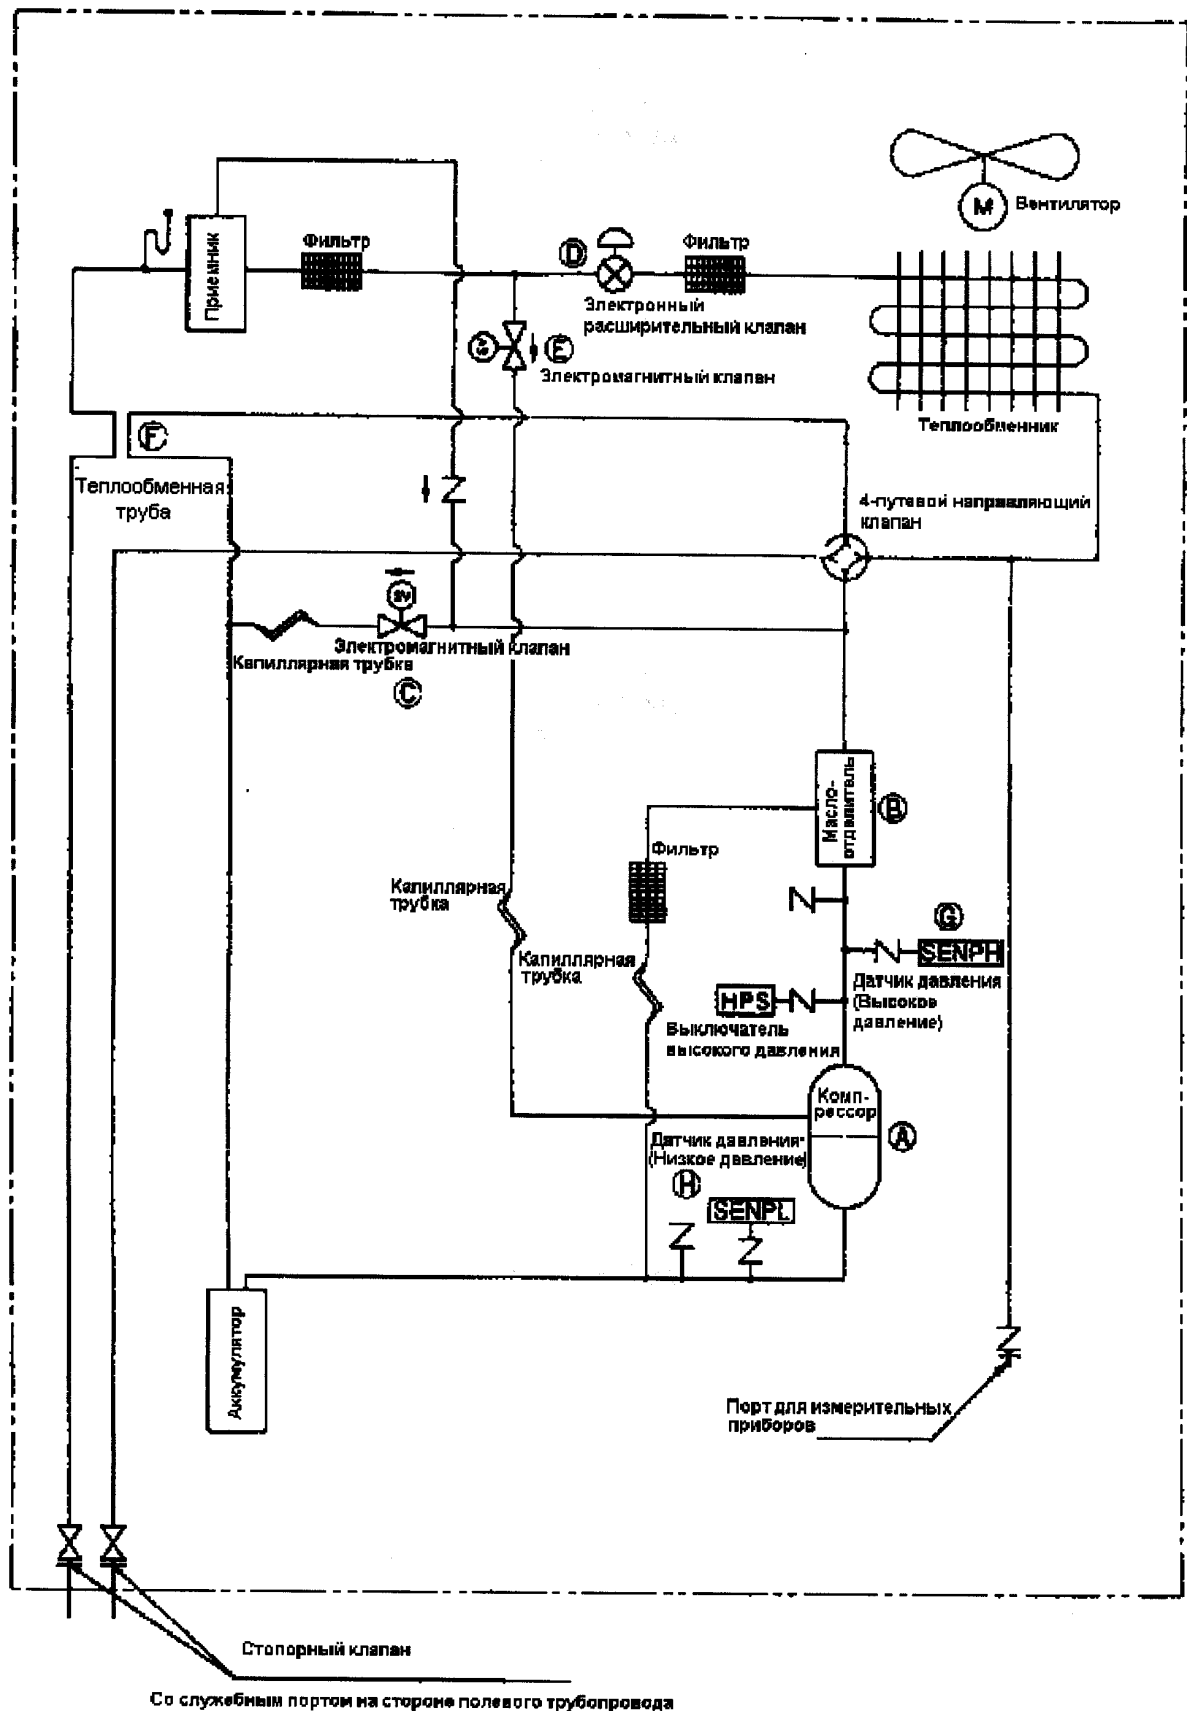 M
Вентилятор
Фильтр
D
Фильтр
Приемник
Электронный
расширительный клапан
E
Электромагнитный клапан
F
Теплообменник
Теплообменная
труба
4-путевой направляющий
клапан
SV
Электромагнитный клапан
Капиллярная трубка
C
Масло-
отдалитель
B
Фильтр
Капиллярная
трубка
G
SENPH
Капиллярная
трубка
Датчик давления
(Высокое
давление)
HPS
Выключатель
высокого давления
Комп-
рессор
A
Датчик давления
(Низкое давление)
H
SENPL
Аккумулятор
Порт для измерительных
приборов
Стопорный клапан
Со служебным портом на стороне полевого трубопровода